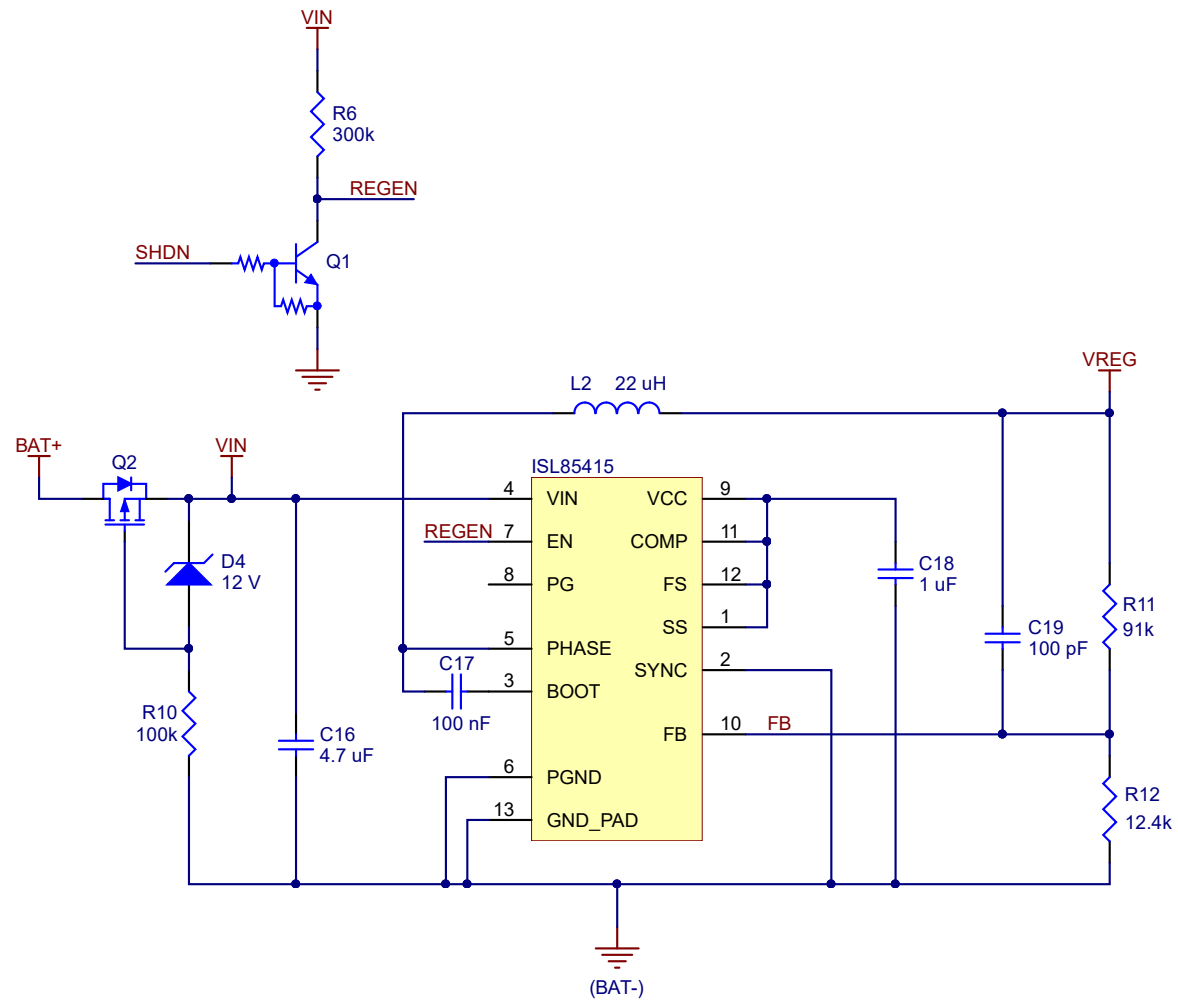 VIN
R6
300k
REGEN
SHDN
Q1
VREG
L2 22 uH
BAT+
Q2
VIN
ISL85415
4 VIN VCC 9
REGEN 7 EN COMP 11
8 PG FS 12
SS 1
5 PHASE
SYNC 2
3 BOOT
FB 10 FB
6 PGND
13 GND_PAD
D4
12 V
C18
1 uF
R11
91k
C19
100 pF
C17
100 nF
R10
100k
C16
4.7 uF
R12
12.4k
(BAT-)